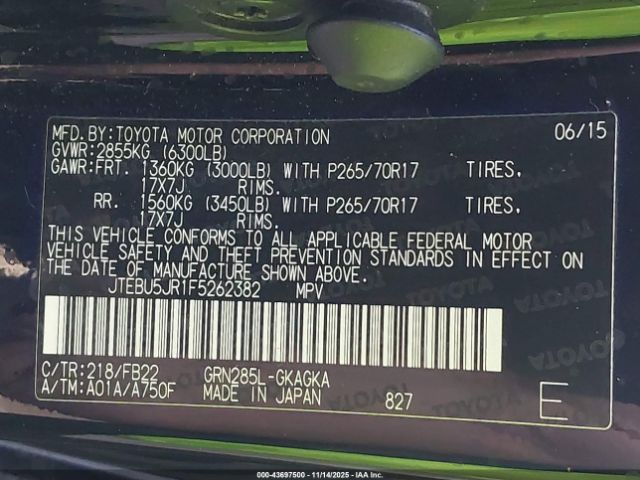 MFD. BY: TOYOTA MOTOR CORPORATION 06/15
GVWR: 2855KG (6300LB)
GAWR: FRT. 1360KG (3000LB) WITH P265/70R17 TIRES,
17X7J RIMS.
RR. 1560KG (3450LB) WITH P265/70R17 TIRES,
17X7J RIMS.
THIS VEHICLE CONFORMS TO ALL APPLICABLE FEDERAL MOTOR
VEHICLE SAFETY AND THEFT PREVENTION STANDARDS IN EFFECT ON
THE DATE OF MANUFACTURE SHOWN ABOVE.
JTEBU5JR1F5262382 MPV
C/TR: 218/FB22 GRN285L-GKAGKA
A/TM: A01A/A750F MADE IN JAPAN 827 E
000-43697500 - 11/14/2025 - IAA Inc.